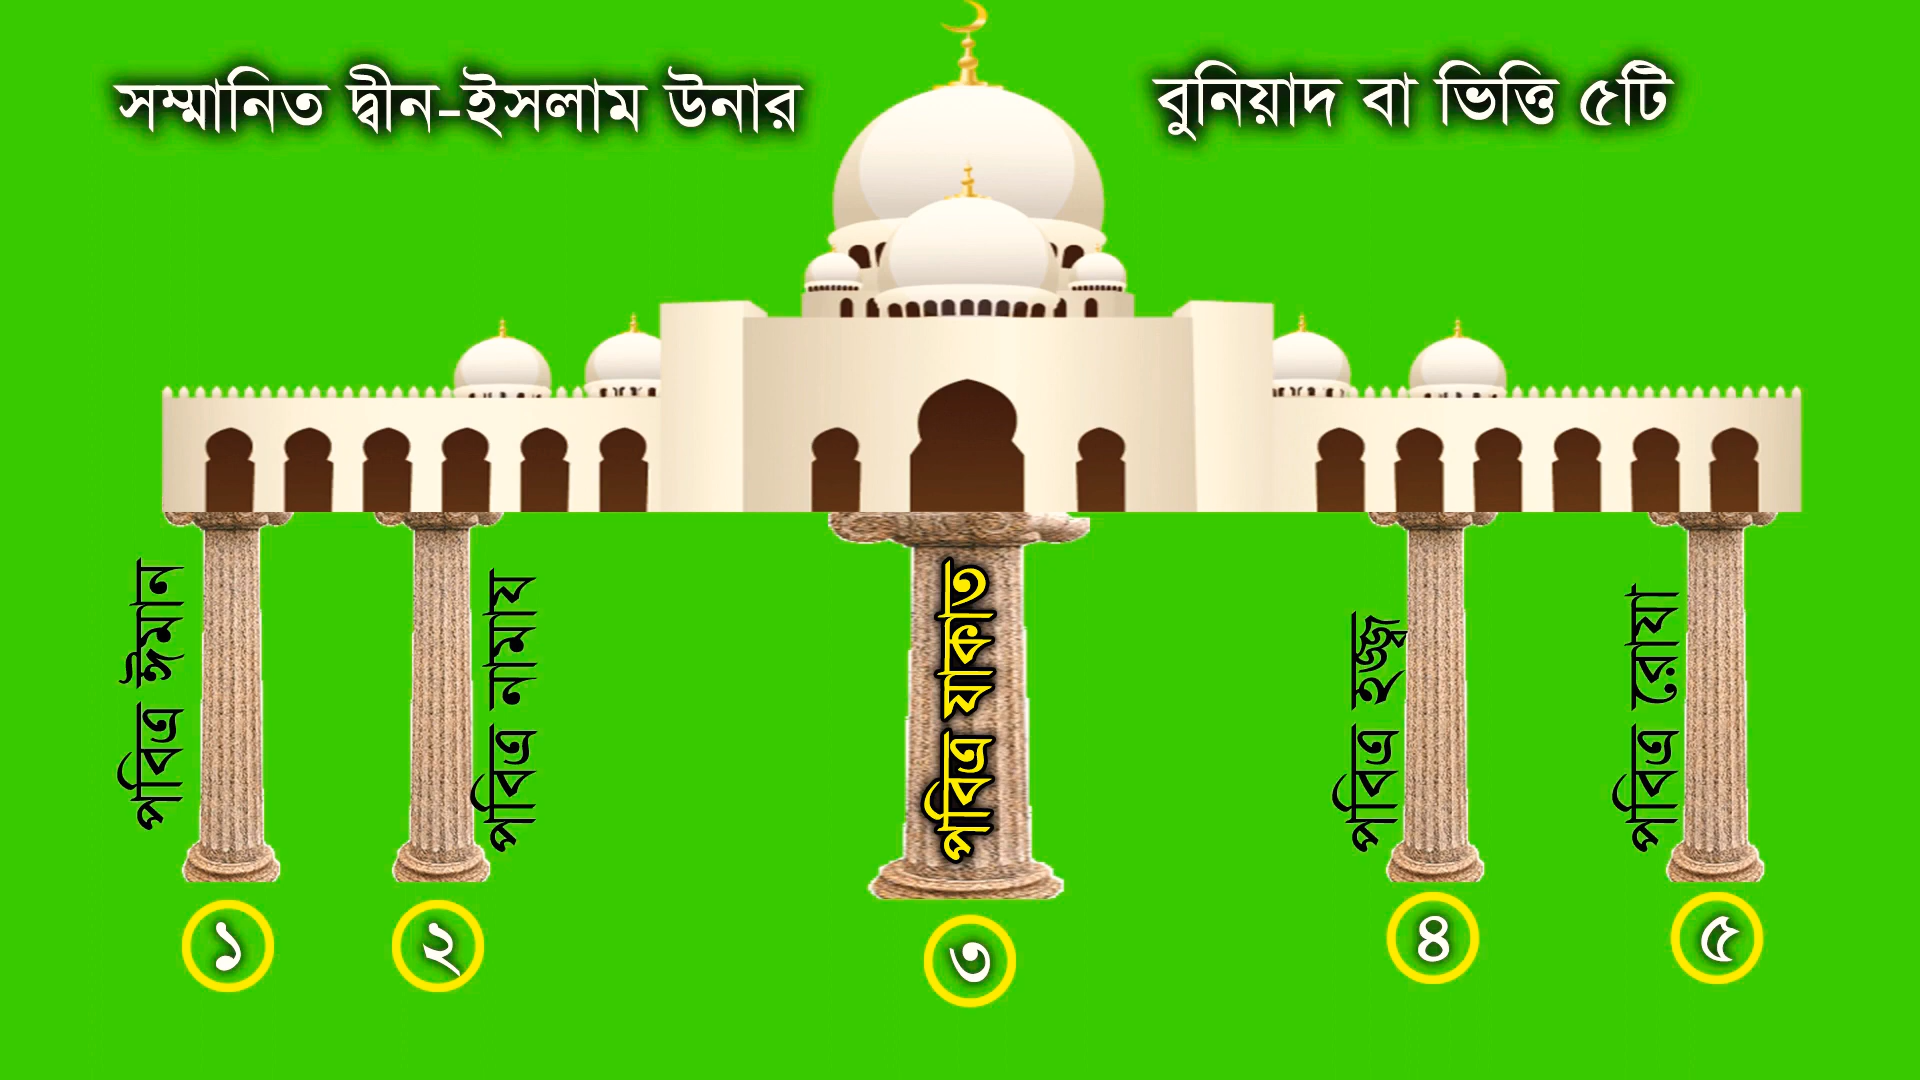 সম্মানিত দ্বীন-ইসলাম উনার
বুনিয়াদ বা ভিত্তি ৫টি
পবিত্র ঈমান
পবিত্র নামায
পবিত্র যাকাত
পবিত্র হজ্জ্ব
পবিত্র রোযা
১
২
৩
৪
৫